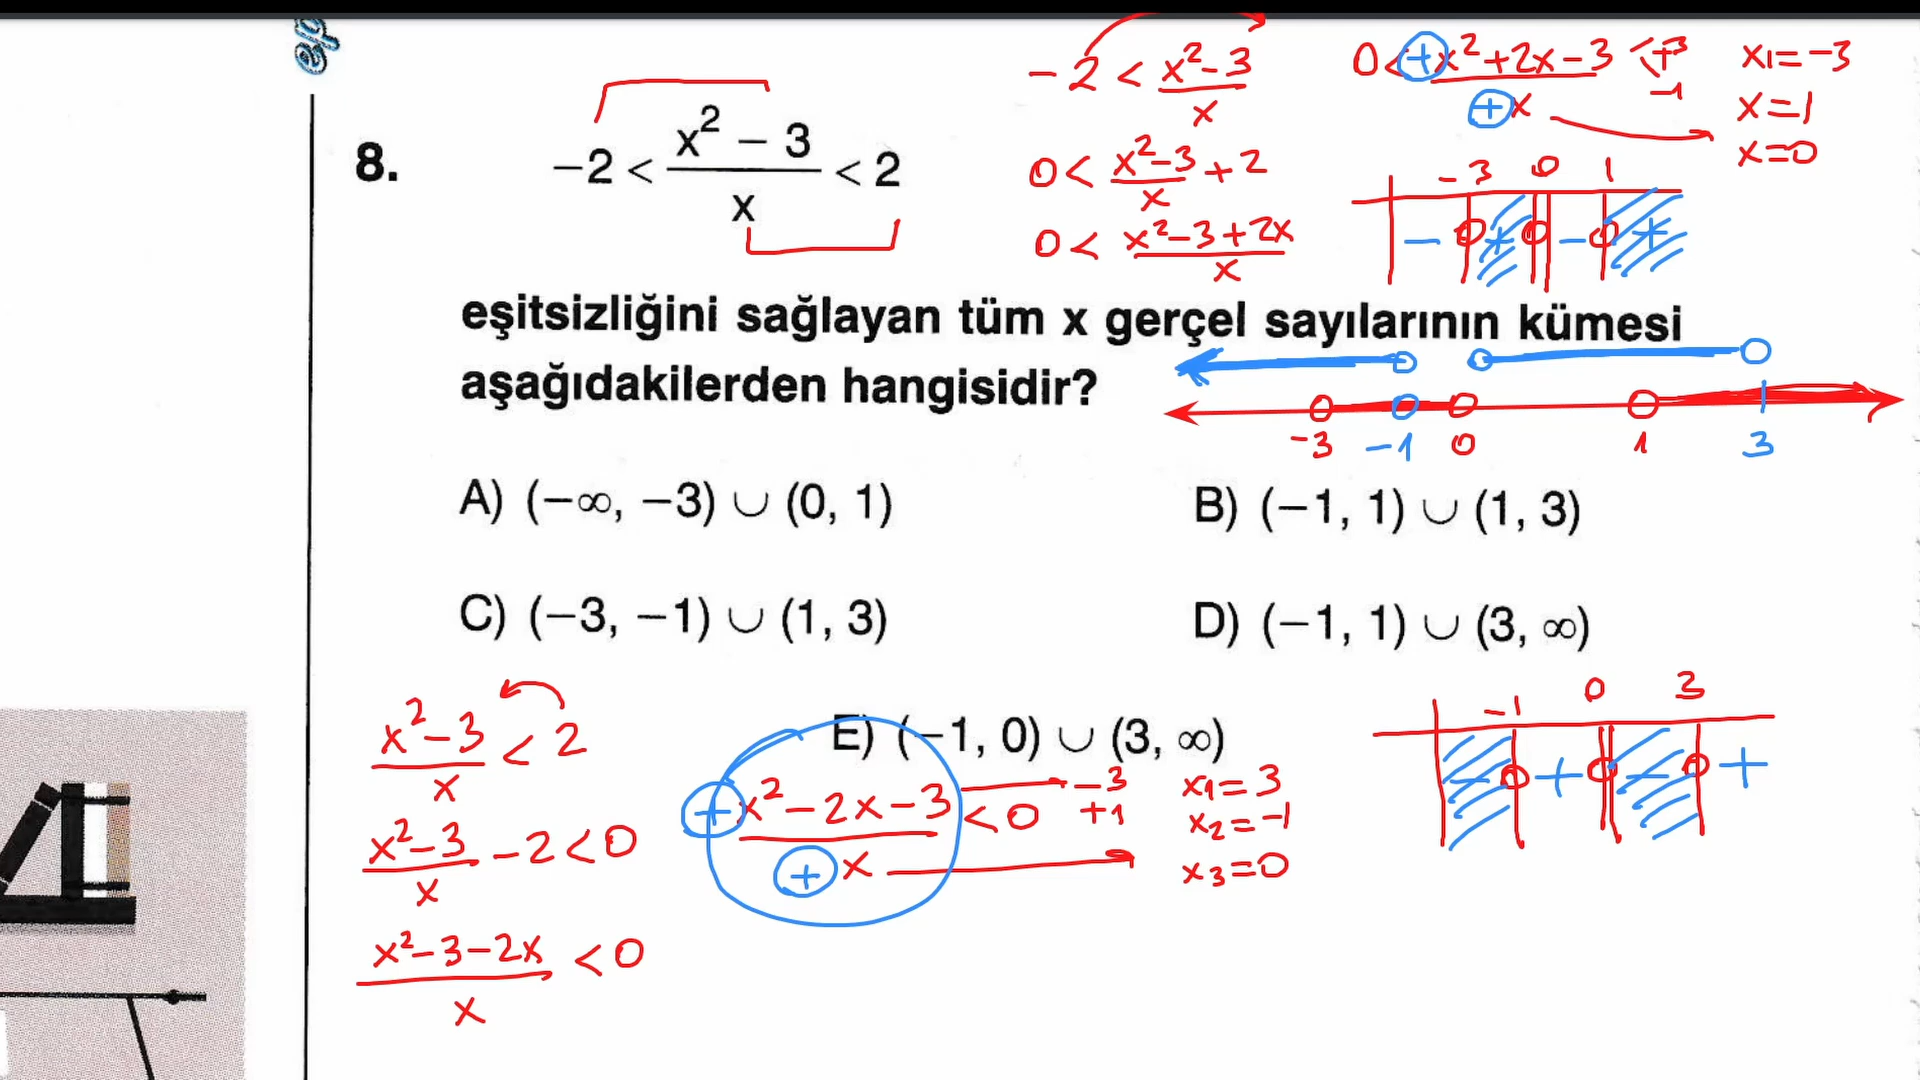 8. −2 < (x² − 3)/x < 2
eşitsizliğini sağlayan tüm x gerçel sayılarının kümesi
aşağıdakilerden hangisidir?
A) (−∞, −3) ∪ (0, 1)
B) (−1, 1) ∪ (1, 3)
C) (−3, −1) ∪ (1, 3)
D) (−1, 1) ∪ (3, ∞)
E) (−1, 0) ∪ (3, ∞)
-2 < (x²-3)/x
0 < (x²-3)/x + 2
0 < (x²-3+2x)/x
0 < (+x²+2x-3)/(+x) +3 -1
x₁=-3
x=1
x=0
-3 0 1
- + - +
-3 -1 0 1 3
(x²-3)/x < 2
(x²-3)/x -2 < 0
(x²-3-2x)/x < 0
(+x²-2x-3)/(+x) < 0 -3 +1
x₁=3
x₂=-1
x₃=0
-1 0 3
- + - +